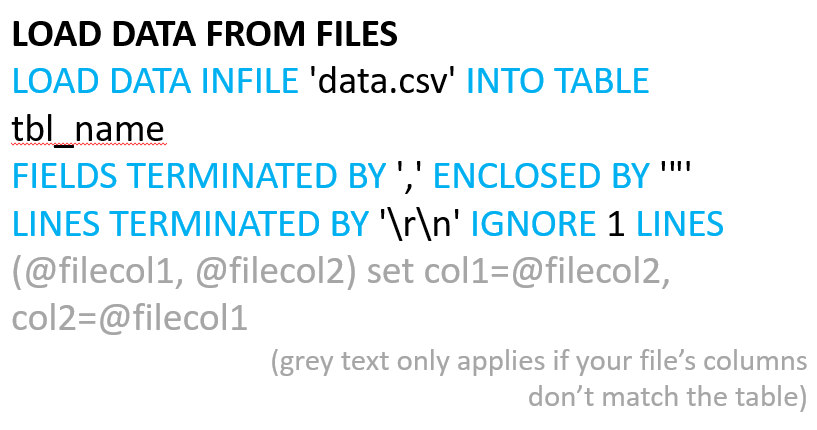 LOAD DATA FROM FILES
LOAD DATA INFILE 'data.csv' INTO TABLE
tbl_name
FIELDS TERMINATED BY ',' ENCLOSED BY '"'
LINES TERMINATED BY '\r\n' IGNORE 1 LINES
(@filecol1, @filecol2) set col1=@filecol2,
col2=@filecol1
(grey text only applies if your file’s columns
don’t match the table)